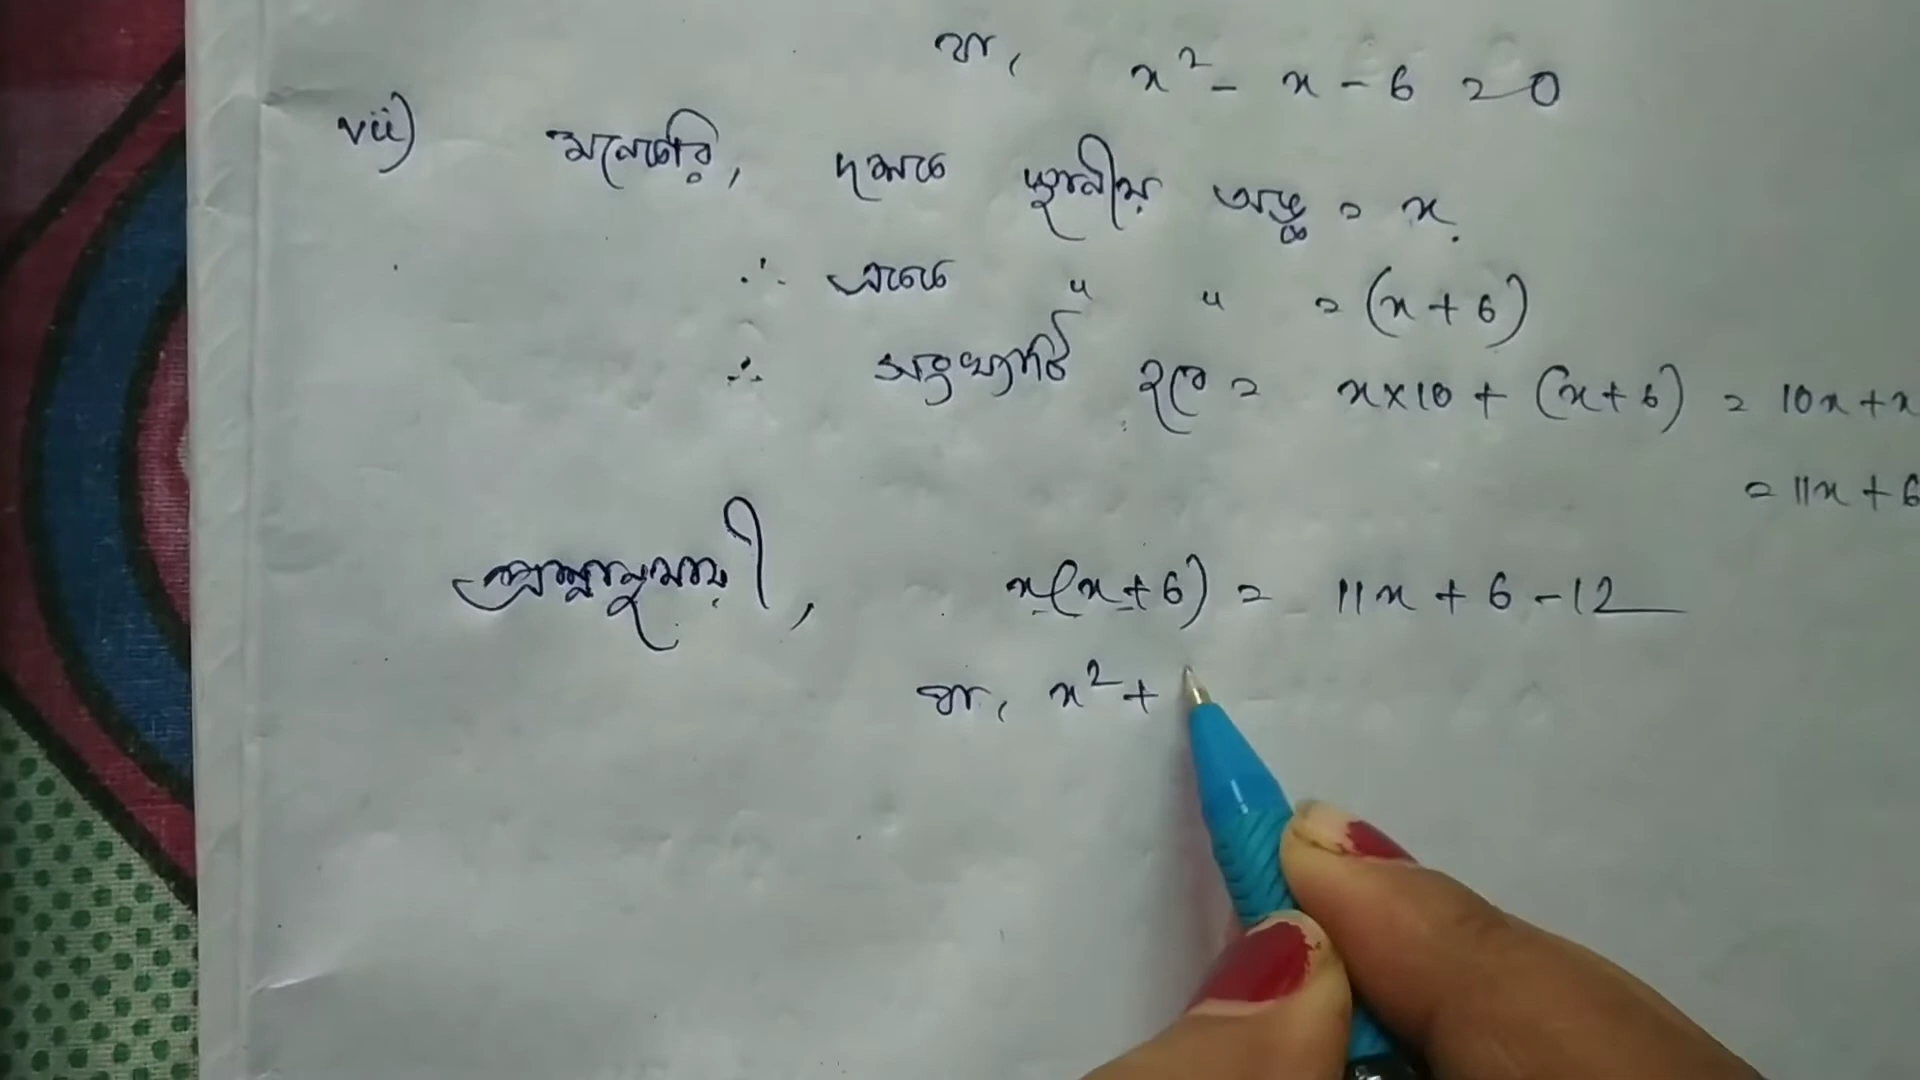 বা, x² - x - 6 = 0
vii) মনেকরি, দশকে স্থানীয় অঙ্ক = x.
∴ এককে " " = (x + 6)
∴ সংখ্যাটি হবে = x×10 + (x + 6) = 10x + x
= 11x + 6
প্রশ্নানুসারে, x(x + 6) = 11x + 6 - 12
বা, x² +